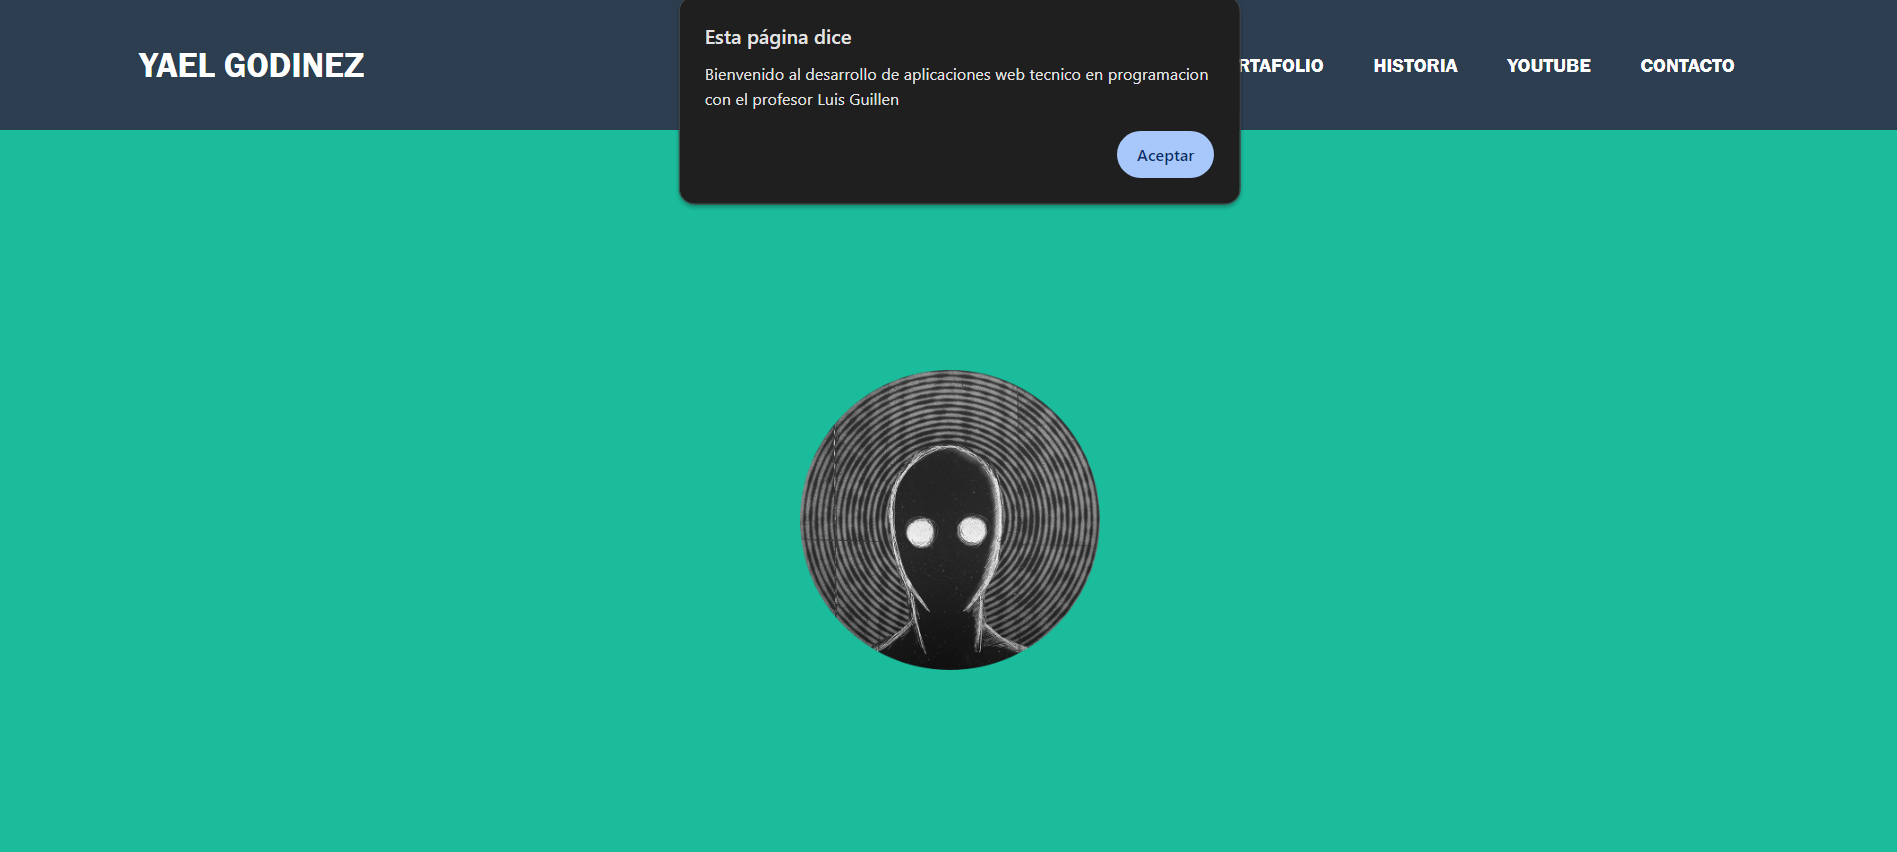 YAEL GODINEZ
Esta página dice
Bienvenido al desarrollo de aplicaciones web tecnico en programacion
con el profesor Luis Guillen
Aceptar
RTAFOLIO HISTORIA YOUTUBE CONTACTO